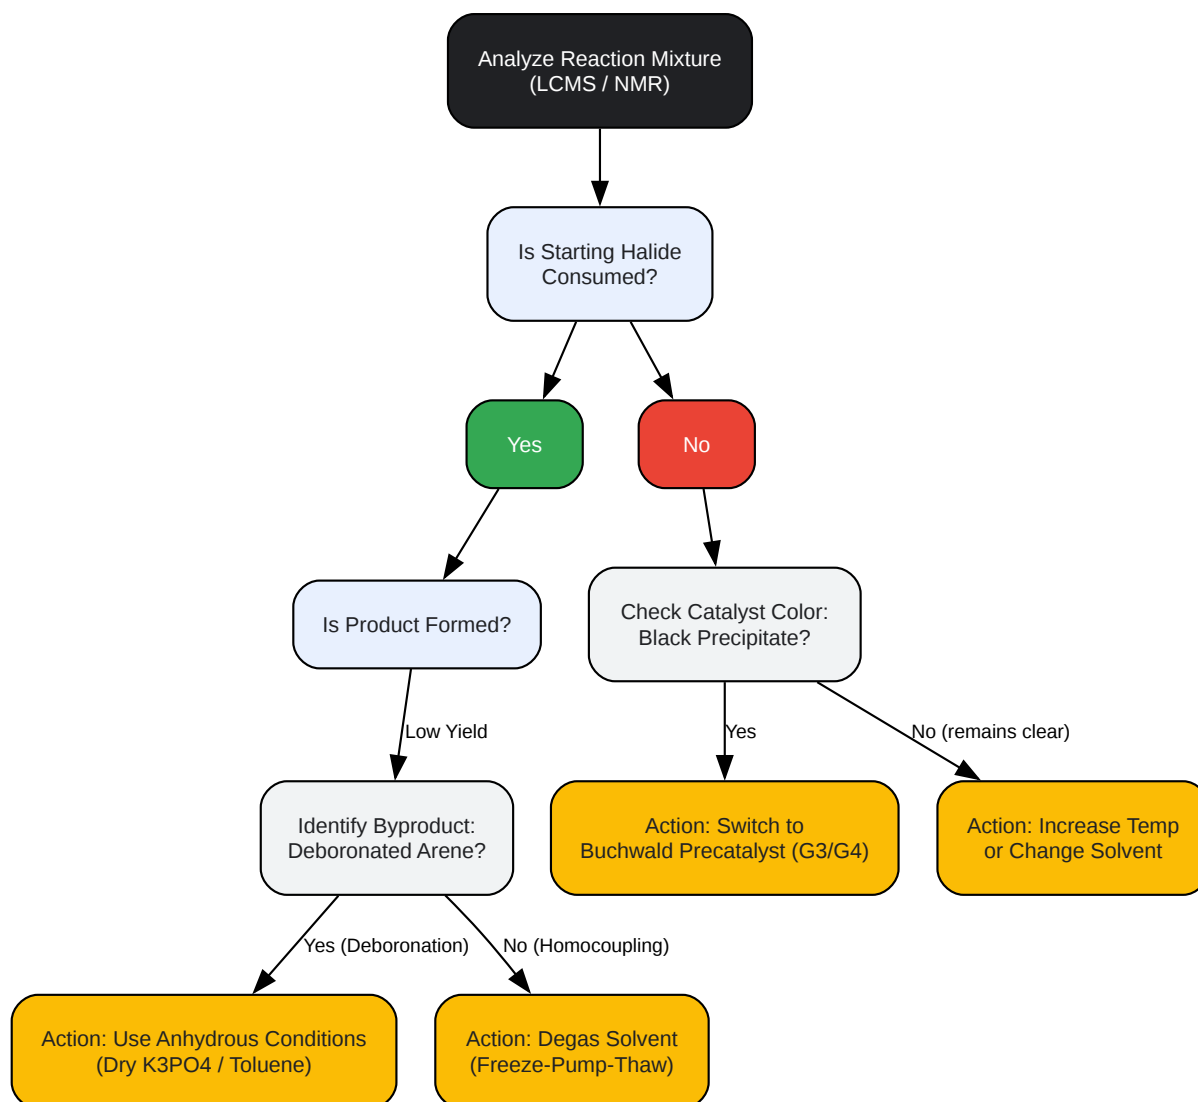 Analyze Reaction Mixture
(LCMS / NMR)
Is Starting Halide
Consumed?
Yes
No
Is Product Formed?
Check Catalyst Color:
Black Precipitate?
Low Yield
Yes
No (remains clear)
Identify Byproduct:
Deboronated Arene?
Action: Switch to
Buchwald Precatalyst (G3/G4)
Action: Increase Temp
or Change Solvent
Yes (Deboronation)
No (Homocoupling)
Action: Use Anhydrous Conditions
(Dry K3PO4 / Toluene)
Action: Degas Solvent
(Freeze-Pump-Thaw)